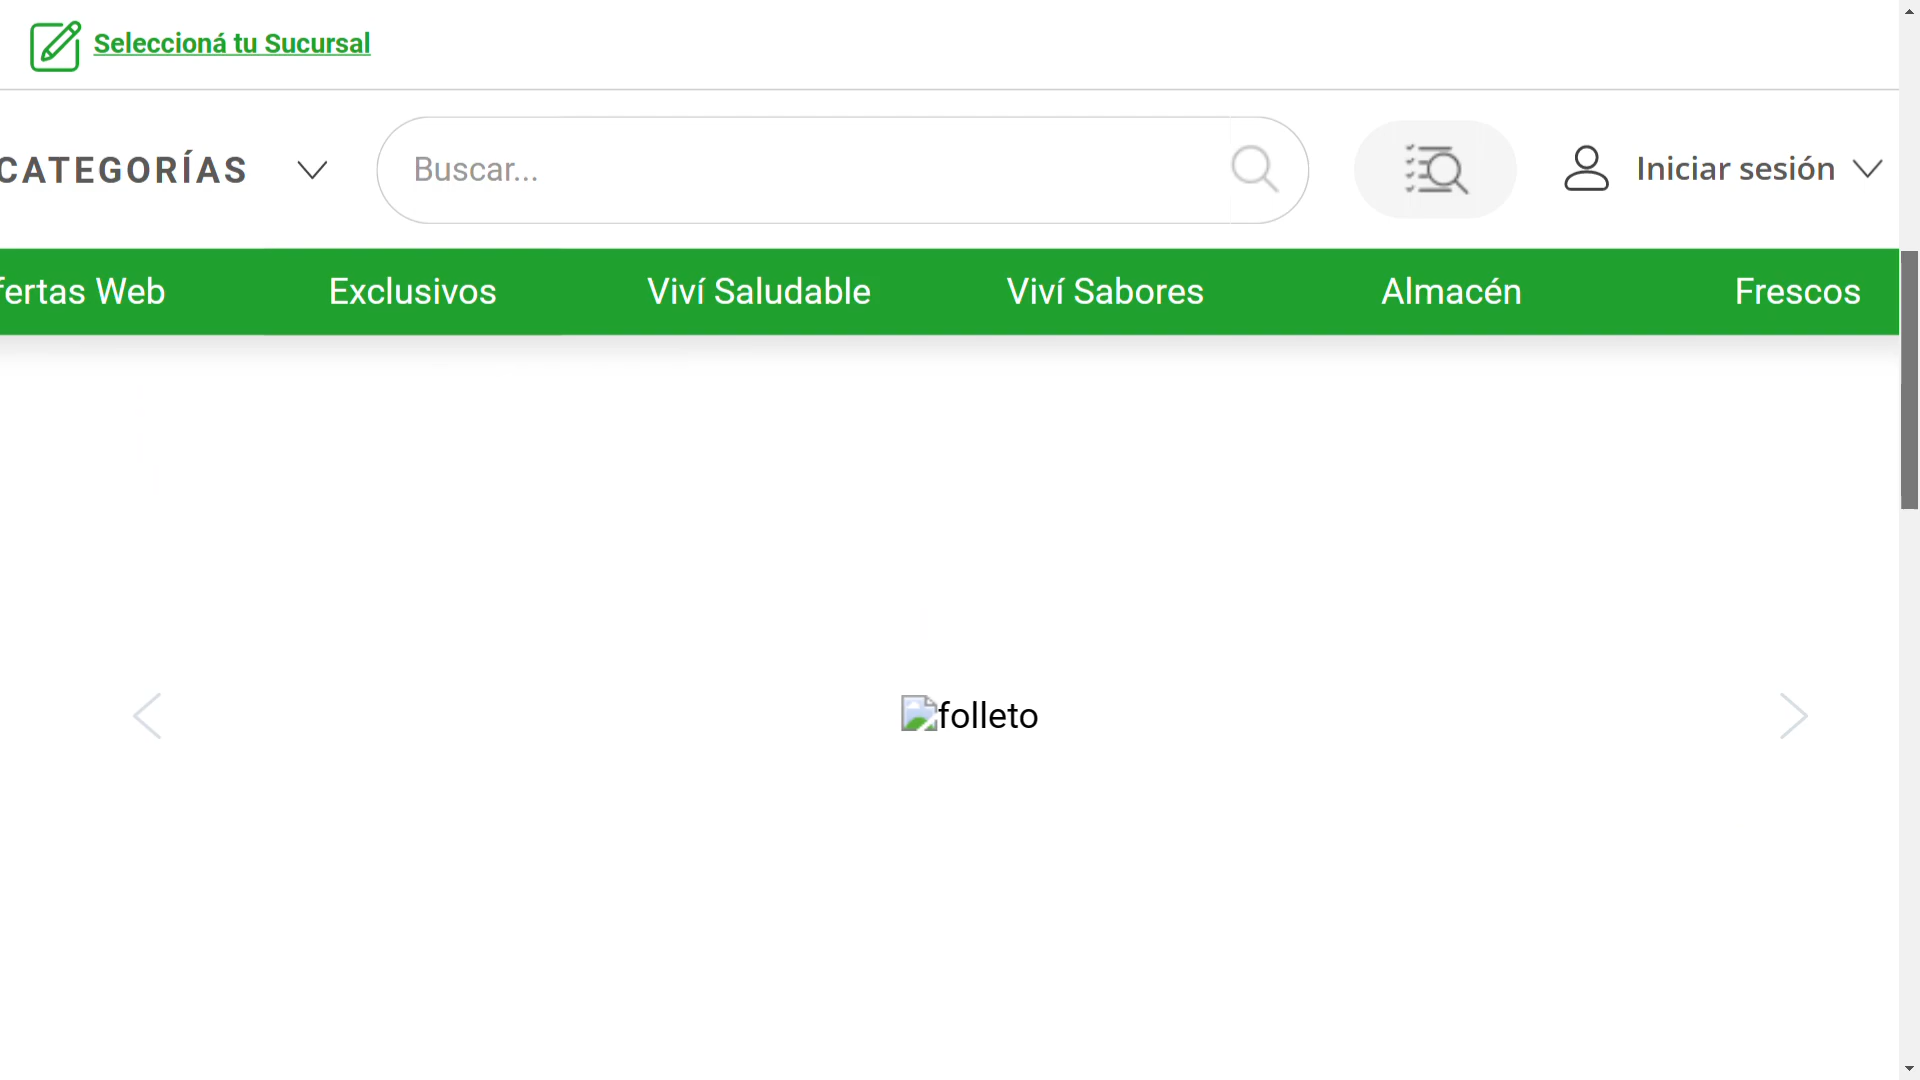 Seleccioná tu Sucursal
CATEGORÍAS
Buscar...
Iniciar sesión
fertas Web
Exclusivos
Viví Saludable
Viví Sabores
Almacén
Frescos
folleto